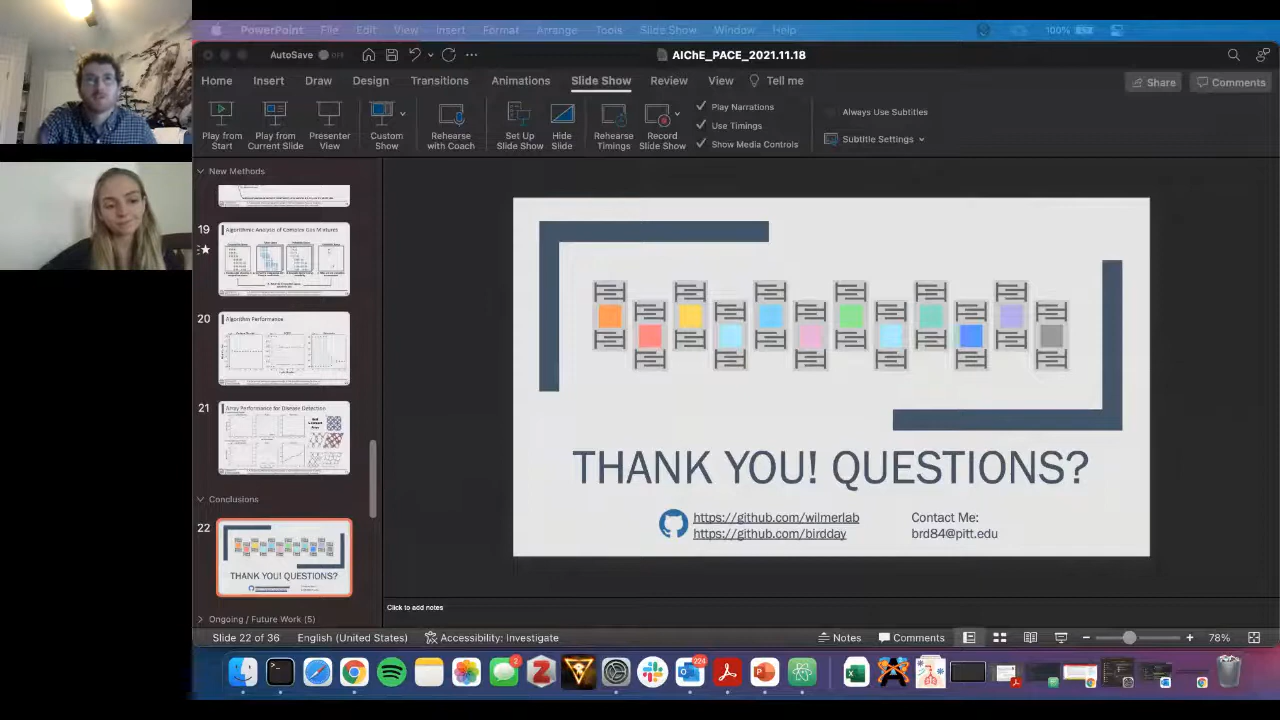 PowerPoint File Edit View Insert Format Arrange Tools Slide Show Window Help 100%
AutoSave AIChE_PACE_2021.11.18
Home Insert Draw Design Transitions Animations Slide Show Review View Tell me Share Comments
Play from Start
Play from Current Slide
Presenter View
Custom Show
Rehearse with Coach
Set Up Slide Show
Hide Slide
Rehearse Timings
Record Slide Show
Play Narrations
Use Timings
Show Media Controls
Always Use Subtitles
Subtitle Settings
New Methods
19
Algorithmic Analysis of Complex Gas Mixtures
20
Algorithm Performance
21
Array Performance for Disease Detection
Conclusions
22
THANK YOU! QUESTIONS?
Ongoing / Future Work (5)
THANK YOU! QUESTIONS?
https://github.com/wilmerlab
https://github.com/birdday
Contact Me:
brd84@pitt.edu
Click to add notes
Slide 22 of 36 English (United States) Accessibility: Investigate Notes Comments 78%
2
224